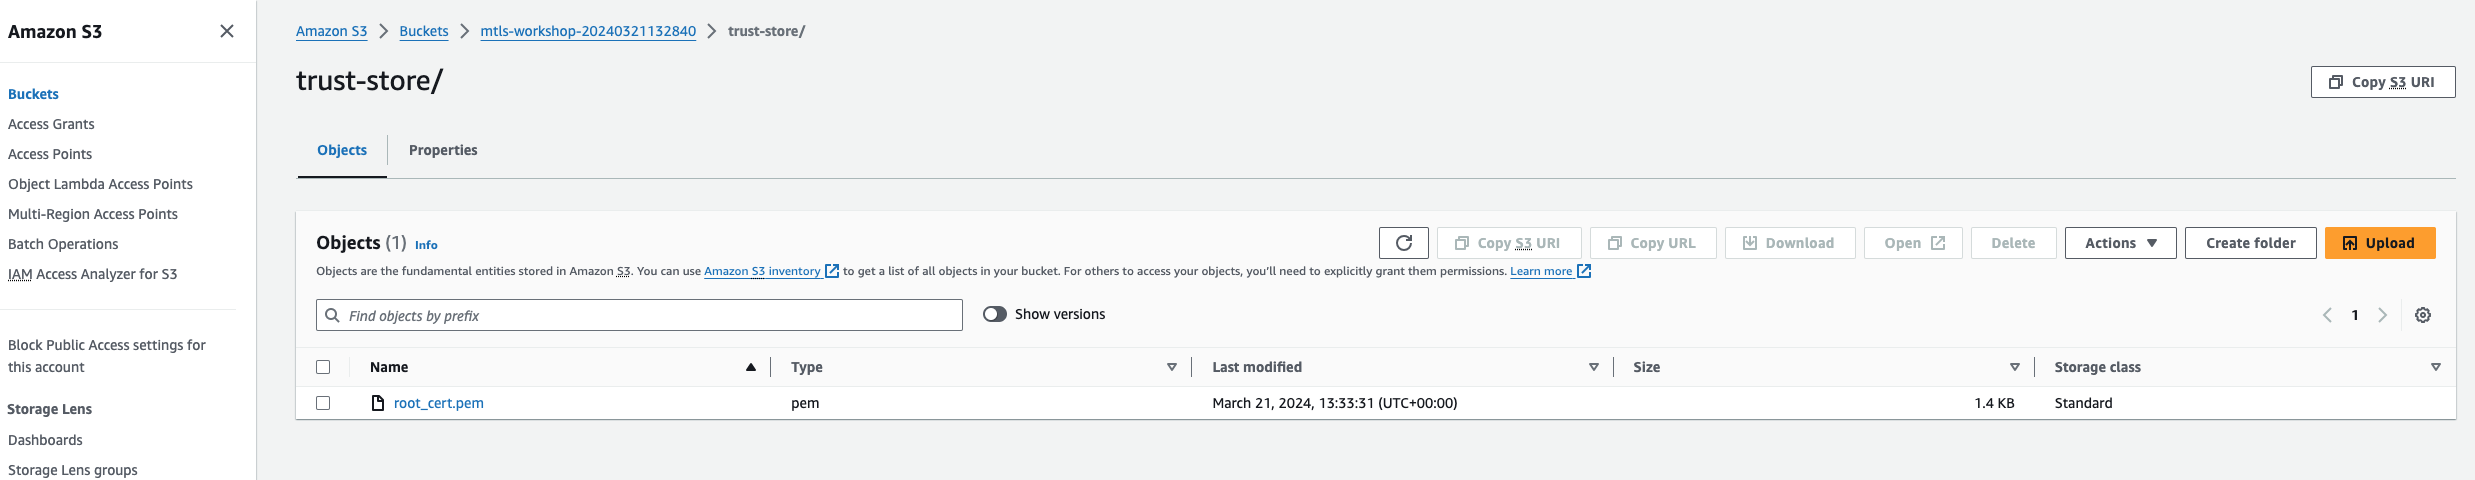 Amazon S3
Buckets
Access Grants
Access Points
Object Lambda Access Points
Multi-Region Access Points
Batch Operations
IAM Access Analyzer for S3
Block Public Access settings for
this account
Storage Lens
Dashboards
Storage Lens groups
Amazon S3 > Buckets > mtls-workshop-20240321132840 > trust-store/
trust-store/
Copy S3 URI
Objects Properties
Objects (1) Info
Copy S3 URI Copy URL Download Open Delete Actions Create folder Upload
Objects are the fundamental entities stored in Amazon S3. You can use Amazon S3 inventory to get a list of all objects in your bucket. For others to access your objects, you'll need to explicitly grant them permissions. Learn more
Find objects by prefix Show versions 1
Name Type Last modified Size Storage class
root_cert.pem pem March 21, 2024, 13:33:31 (UTC+00:00) 1.4 KB Standard